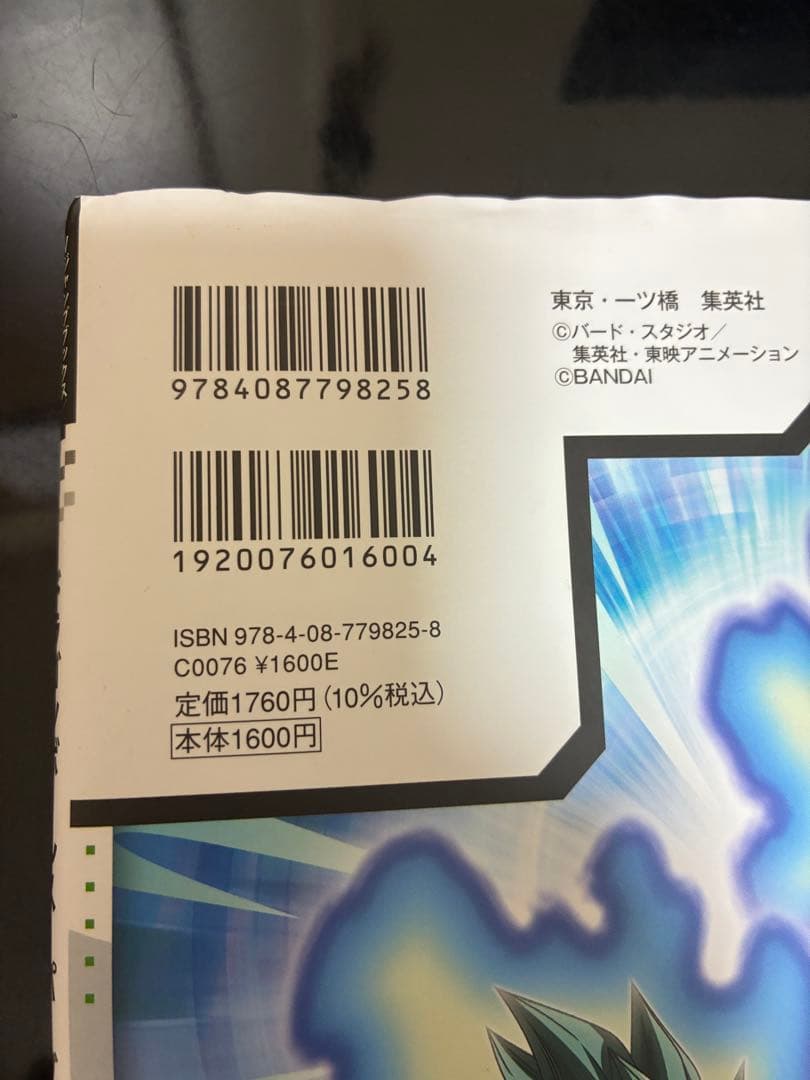 9784087798258
1920076016004
ISBN 978-4-08-779825-8
C0076 ¥1600E
定価1760円(10%税込)
本体1600円
東京・一ツ橋　集英社
©バード・スタジオ／
集英社・東映アニメーション
©BANDAI